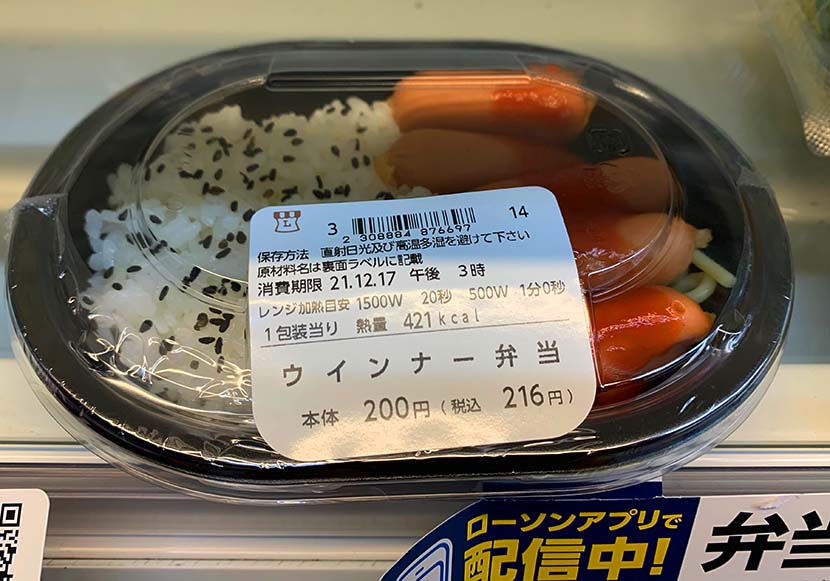 L 3 14
2 308884 876697
保存方法 直射日光及び高温多湿を避けて下さい
原材料名は裏面ラベルに記載
消費期限 21.12.17 午後 3時
レンジ加熱目安 1500W 20秒 500W 1分0秒
1包装当り 熱量 421kcal
ウインナー弁当
本体 200円(税込 216円)
ローソンアプリで
配信中!
弁当